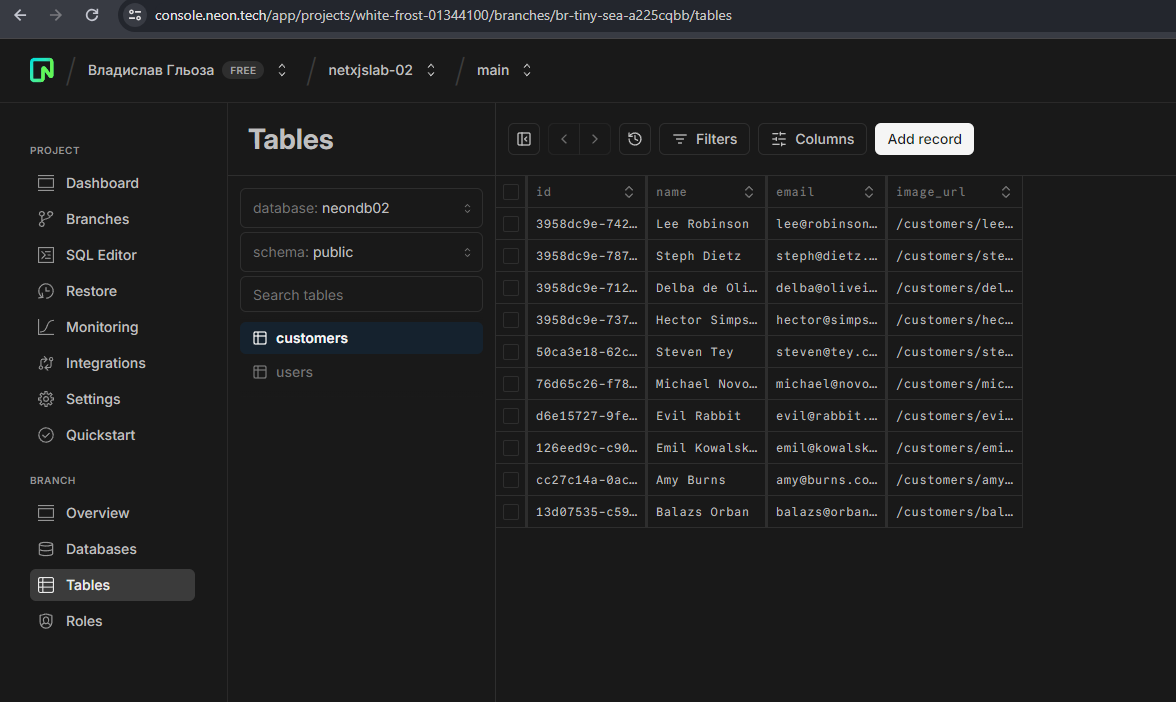 console.neon.tech/app/projects/white-frost-01344100/branches/br-tiny-sea-a225cqbb/tables
Владислав Гльоза FREE netxjslab-02 main
PROJECT
Dashboard
Branches
SQL Editor
Restore
Monitoring
Integrations
Settings
Quickstart
BRANCH
Overview
Databases
Tables
Roles
Tables
database: neondb02
schema: public
Search tables
customers
users
Filters Columns Add record
id name email image_url
3958dc9e-742… Lee Robinson lee@robinson… /customers/lee…
3958dc9e-787… Steph Dietz steph@dietz.… /customers/ste…
3958dc9e-712… Delba de Oli… delba@olivei… /customers/del…
3958dc9e-737… Hector Simps… hector@simps… /customers/hec…
50ca3e18-62c… Steven Tey steven@tey.c… /customers/ste…
76d65c26-f78… Michael Novo… michael@novo… /customers/mic…
d6e15727-9fe… Evil Rabbit evil@rabbit.… /customers/evi…
126eed9c-c90… Emil Kowalsk… emil@kowalsk… /customers/emi…
cc27c14a-0ac… Amy Burns amy@burns.co… /customers/amy…
13d07535-c59… Balazs Orban balazs@orban… /customers/bal…